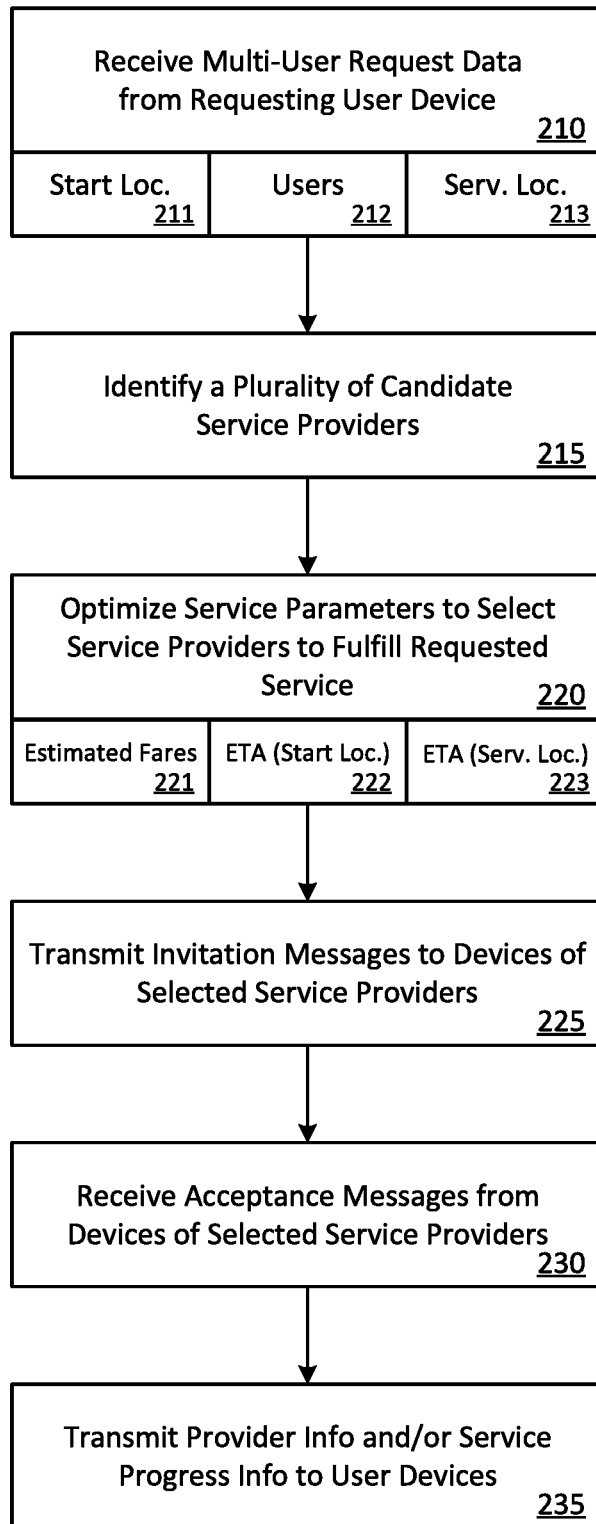 Receive Multi-User Request Data
from Requesting User Device
210
Start Loc.
211
Users
212
Serv. Loc.
213
Identify a Plurality of Candidate
Service Providers
215
Optimize Service Parameters to Select
Service Providers to Fulfill Requested
Service
220
Estimated Fares
221
ETA (Start Loc.)
222
ETA (Serv. Loc.)
223
Transmit Invitation Messages to Devices of
Selected Service Providers
225
Receive Acceptance Messages from
Devices of Selected Service Providers
230
Transmit Provider Info and/or Service
Progress Info to User Devices
235